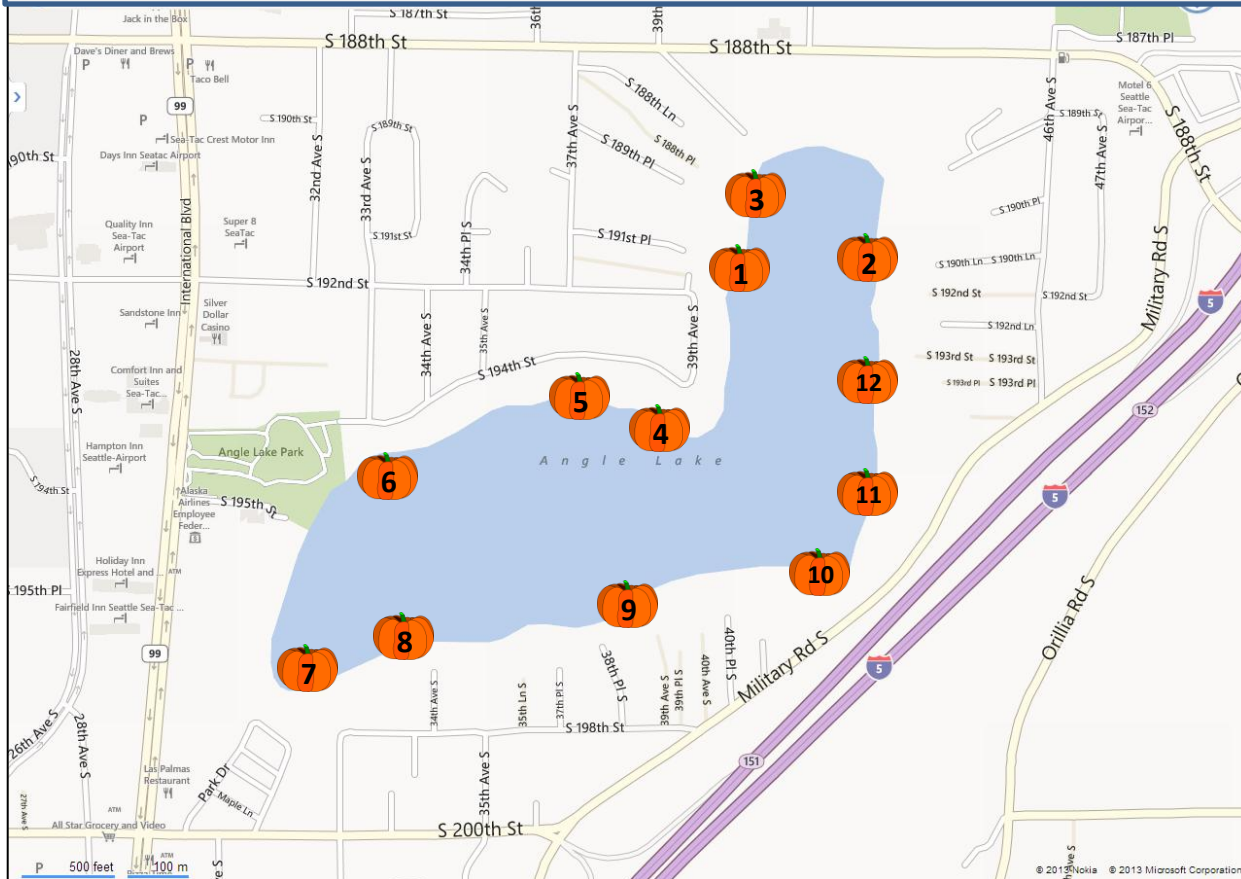 S 187th St
36th
39th
Jack in the Box
S 188th St
S 188th St
S 187th Pl
Dave's Diner and Brews
P
P
Taco Bell
99
P
Sea-Tac Crest Motor Inn
Days Inn Seatac Airport
190th St
S 190th St
32nd Ave S
S 189th St
33rd Ave S
37th Ave S
S 188th Ln
S 188th Pl
S 189th Pl
46th Ave S
S 189th St
47th Ave S
Motel 6
Seattle
Sea-Tac
Airpor...
S 188th St
3
1
2
Quality Inn
Sea-Tac
Airport
Super 8
SeaTac
International Blvd
S 191st St
34th Pl S
S 191st Pl
S 190th Pl
S 190th Ln
S 190th Ln
S 192nd St
S 192nd St
S 192nd St
Military Rd S
5
Sandstone Inn
Silver
Dollar
Casino
34th Ave S
35th Ave S
39th Ave S
S 192nd Ln
S 193rd St
S 193rd St
S 193rd Pl
S 193rd Pl
28th Ave S
Comfort Inn and
Suites
Sea-Tac...
S 194th St
5
4
12
152
Hampton Inn
Seattle-Airport
Angle Lake Park
Angle Lake
6
11
5
S 194th St
Alaska
Airlines
Employee
Feder...
S 195th St
Holiday Inn
Express Hotel and ...
ATM
10
S 195th Pl
Fairfield Inn Seattle Sea-Tac ...
9
8
7
99
38th Pl S
39th Ave S
39th Pl S
40th Ave S
40th Pl S
Military Rd S
5
Orillia Rd S
34th Ave S
35th Ln S
37th Pl S
S 198th St
26th Ave S
28th Ave S
151
Las Palmas
Restaurant
Park Dr
Maple Ln
35th Ave S
27th Ave S
ATM
All Star Grocery and Video
S 200th St
ATM
P
500 feet
100 m
© 2013 Nokia
© 2013 Microsoft Corporation